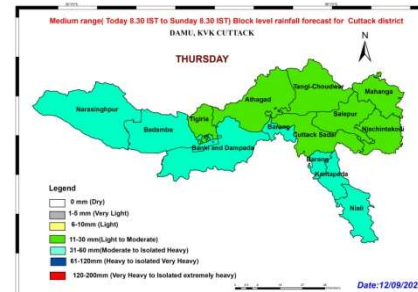 Medium range( Today 8.30 IST to Sunday 8.30 IST) Block level rainfall forecast for Cuttack district
DAMU, KVK CUTTACK
N
THURSDAY
Narasinghpur
Badamba
Tigiria
Banki and Dampada
Athagad
Tangi-Choudwar
Mahanga
Salepur
Barang
Cuttack Sadar
Nischintakoili
Barang
Kantapada
Niali
Legend
0 mm (Dry)
1-5 mm (Very Light)
6-10mm (Light)
11-30 mm(Light to Moderate)
31-60 mm(Moderate to Isolated Heavy)
61-120mm (Heavy to isolated Very Heavy)
120-200mm (Very Heavy to Isolated extremely heavy)